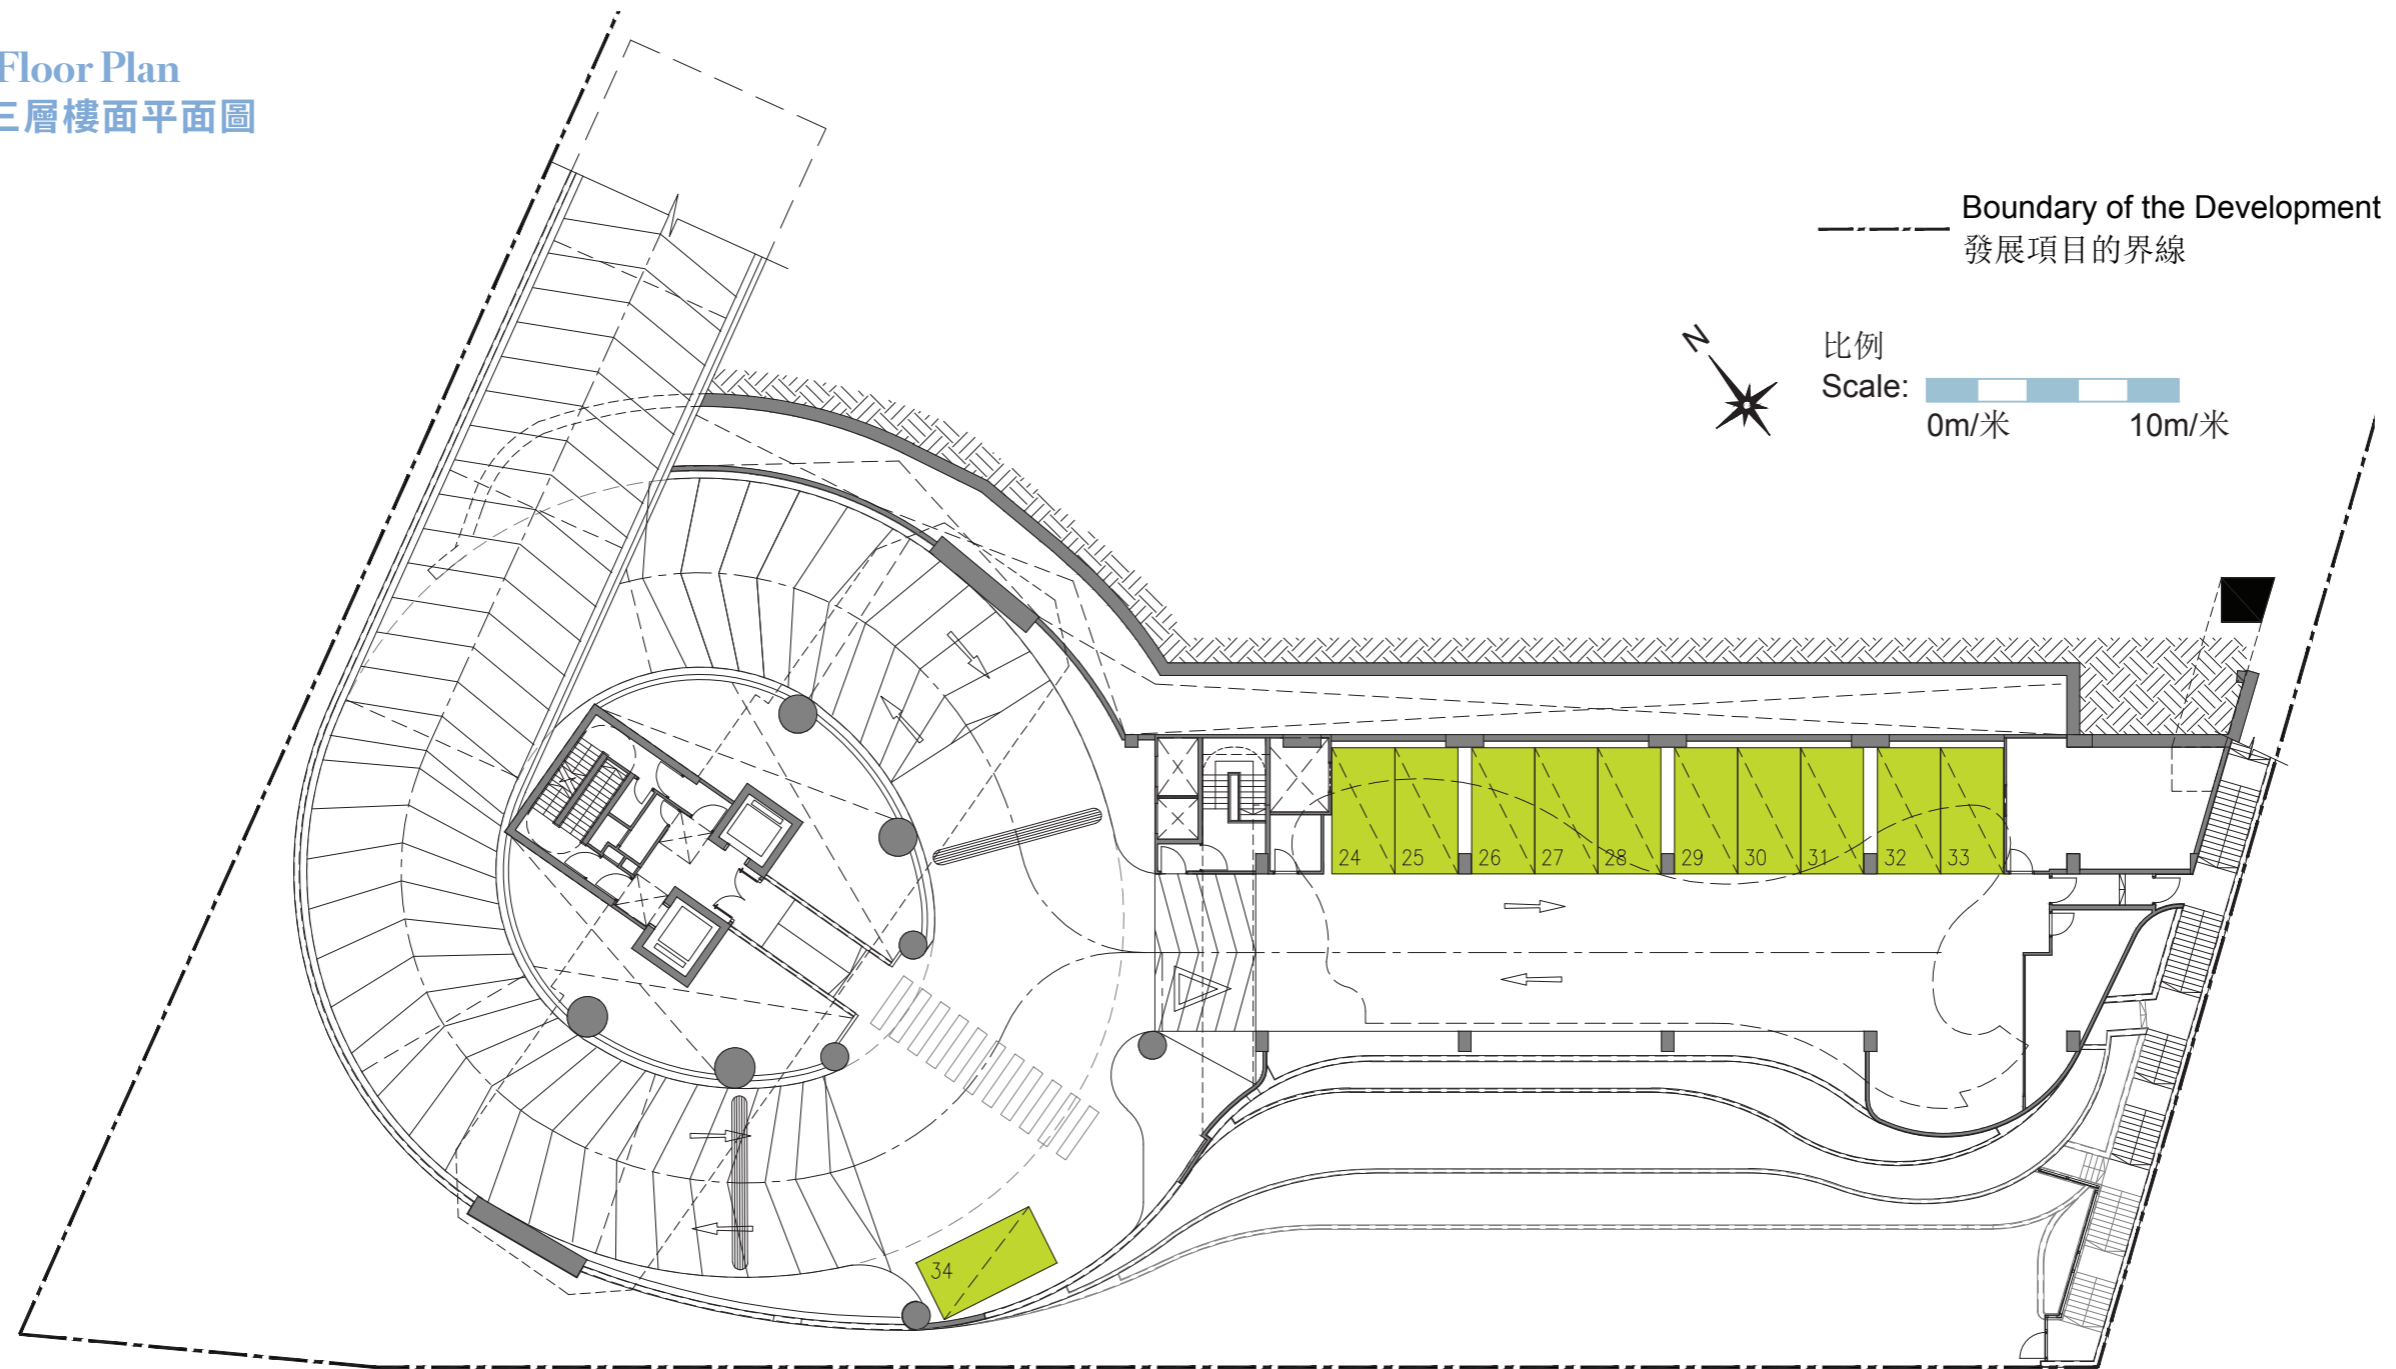 Floor Plan
三層樓面平面圖
Boundary of the Development
發展項目的界線
N
比例
Scale:
0m/米 10m/米
24 25 26 27 28 29 30 31 32 33
34